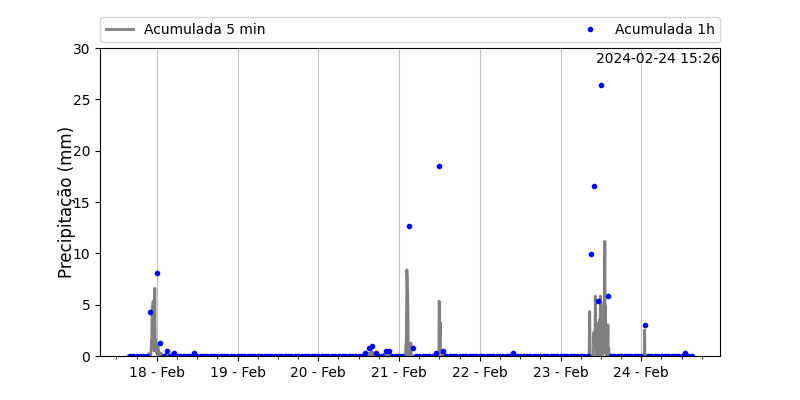 Acumulada 5 min
Acumulada 1h
2024-02-24 15:26
Precipitação (mm)
30
25
20
15
10
5
0
18 - Feb
19 - Feb
20 - Feb
21 - Feb
22 - Feb
23 - Feb
24 - Feb